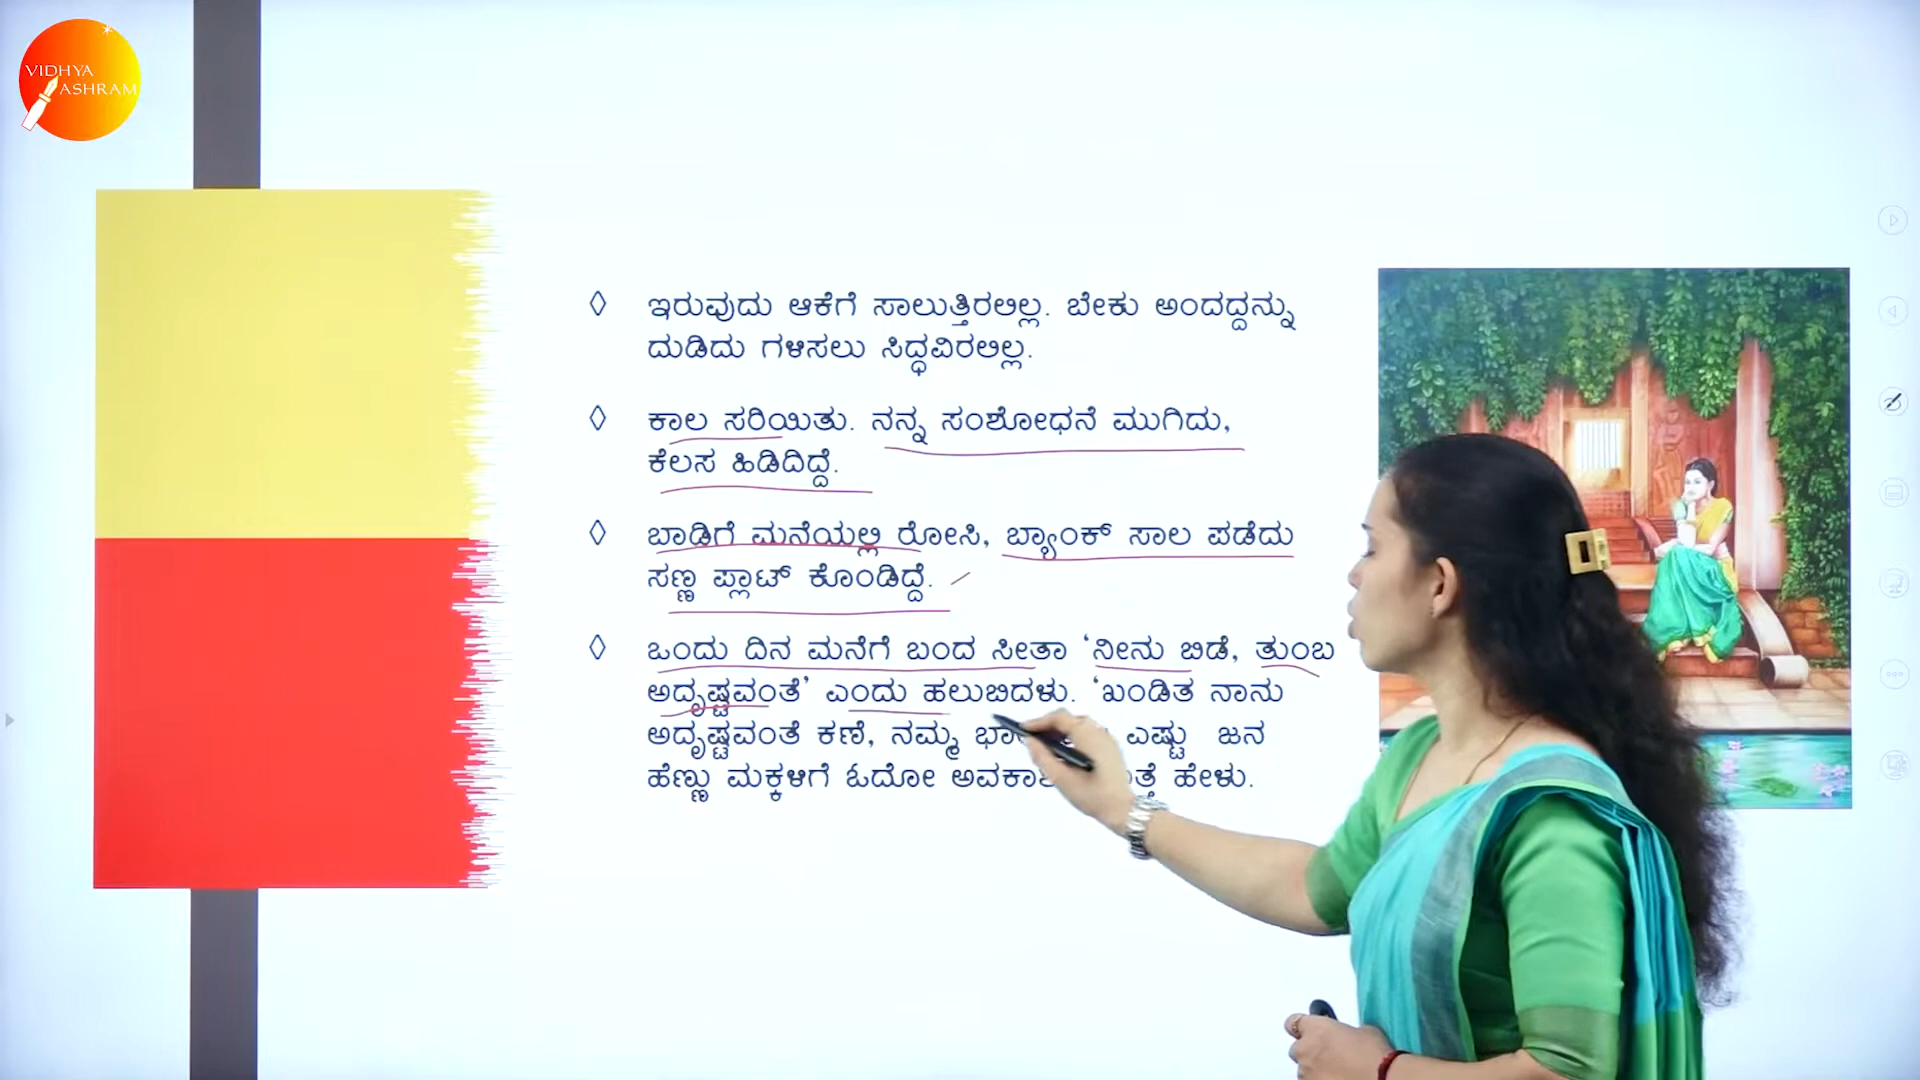 VIDHYA
ASHRAM
ಇರುವುದು ಆಕೆಗೆ ಸಾಲುತ್ತಿರಲಿಲ್ಲ. ಬೇಕು ಅಂದದ್ದನ್ನು
ದುಡಿದು ಗಳಿಸಲು ಸಿದ್ಧವಿರಲಿಲ್ಲ.
ಕಾಲ ಸರಿಯಿತು. ನನ್ನ ಸಂಶೋಧನೆ ಮುಗಿದು,
ಕೆಲಸ ಹಿಡಿದಿದ್ದೆ.
ಬಾಡಿಗೆ ಮನೆಯಲ್ಲಿ ರೋಸಿ, ಬ್ಯಾಂಕ್ ಸಾಲ ಪಡೆದು
ಸಣ್ಣ ಪ್ಲಾಟ್ ಕೊಂಡಿದ್ದೆ.
ಒಂದು ದಿನ ಮನೆಗೆ ಬಂದ ಸೀತಾ ‘ನೀನು ಬಿಡೆ, ತುಂಬ
ಅದೃಷ್ಟವಂತೆ’ ಎಂದು ಹಲುಬಿದಳು. ‘ಖಂಡಿತ ನಾನು
ಅದೃಷ್ಟವಂತೆ ಕಣೆ, ನಮ್ಮ ಎಷ್ಟು ಜನ
ಹೆಣ್ಣು ಮಕ್ಕಳಿಗೆ ಓದೋ ಹೇಳು.